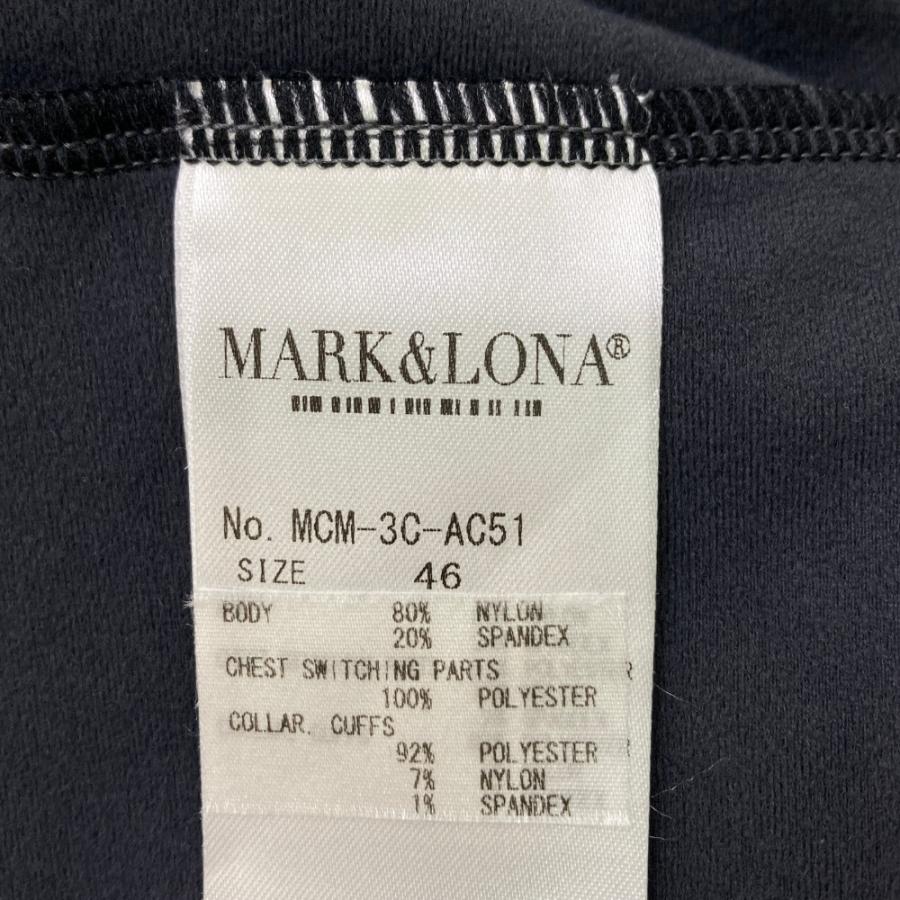 MARK&LONA®
No. MCM-3C-AC51
SIZE 46
BODY 80% NYLON
20% SPANDEX
CHEST SWITCHING PARTS
100% POLYESTER
COLLAR. CUFFS
92% POLYESTER
7% NYLON
1% SPANDEX